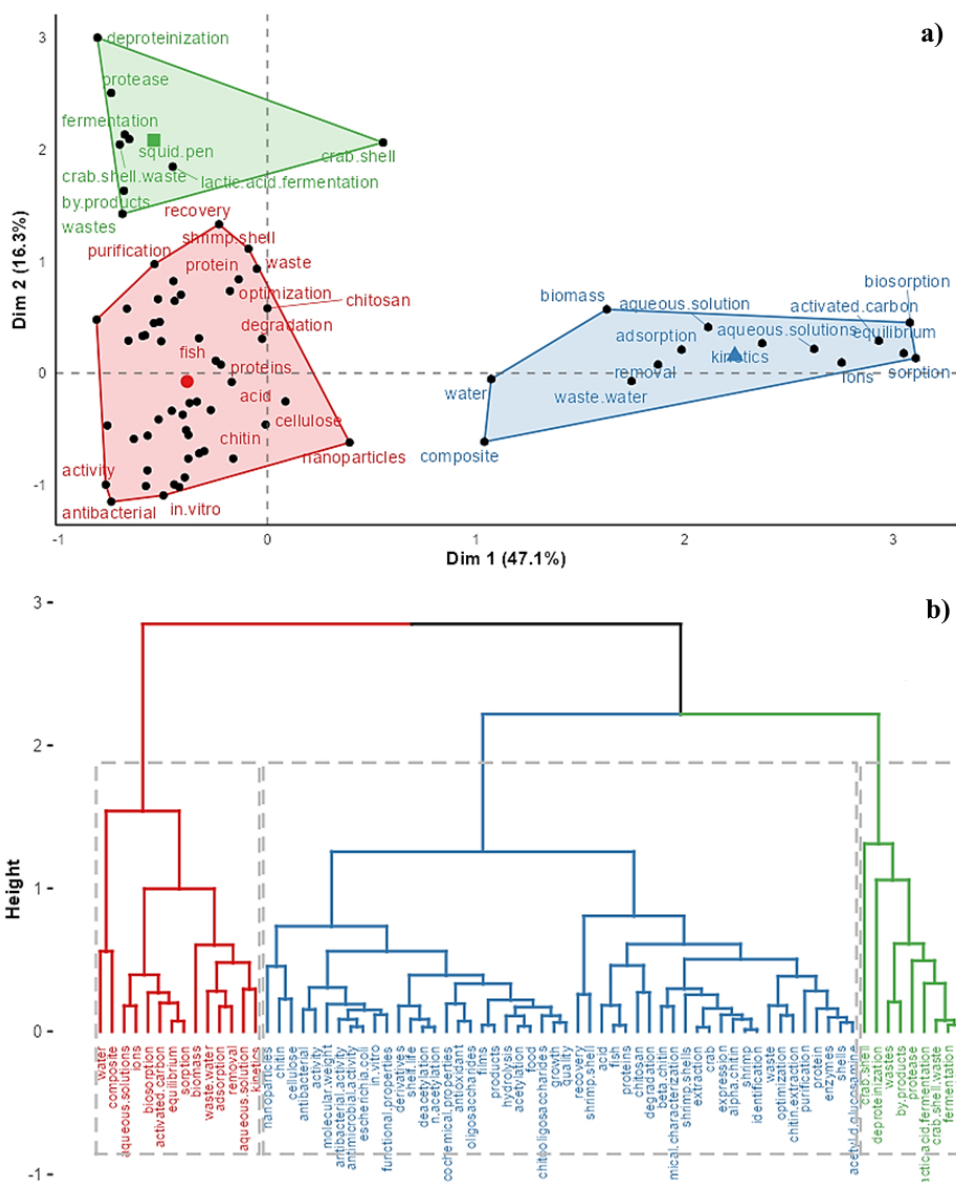 a)
3
deproteinization
protease
fermentation
2
squid.pen
crab.shell
crab.shell.waste
lactic.acid.fermentation
by.products
wastes
recovery
shrimp.shell
purification
1
protein
waste
optimization
chitosan
degradation
fish
proteins
0
acid
cellulose
chitin
nanoparticles
activity
-1
antibacterial
in.vitro
biosorption
biomass
aqueous.solution
activated.carbon
adsorption
aqueous.solutions
equilibrium
kinetics
removal
ions
sorption
water
waste.water
composite
Dim 2 (16.3%)
-1 0 1 2 3
Dim 1 (47.1%)
b)
3
2
1
0
-1
Height
water
composite
aqueous.solutions
ions
biosorption
activated.carbon
equilibrium
sorption
biomass
waste.water
adsorption
removal
aqueous.solution
kinetics
nanoparticles
chitin
cellulose
antibacterial
activity
molecular.weight
antibacterial.activity
antimicrobial.activity
escherichia.coli
in.vitro
functional.properties
derivatives
shelf.life
deacetylation
n.acetylation
cochemical.properties
antioxidant
oligosaccharides
films
products
hydrolysis
acetylation
food
chitooligosaccharides
growth
quality
recovery
shrimp.shell
acid
fish
proteins
chitosan
degradation
beta.chitin
mical.characterization
shrimp.shells
extraction
crab
expression
alpha.chitin
shrimp
identification
waste
optimization
chitin.extraction
purification
protein
enzymes
shells
acetyl.d.glucosamine
crab.shell
deproteinization
wastes
by.products
protease
actic.acid.fermentation
crab.shell.waste
fermentation